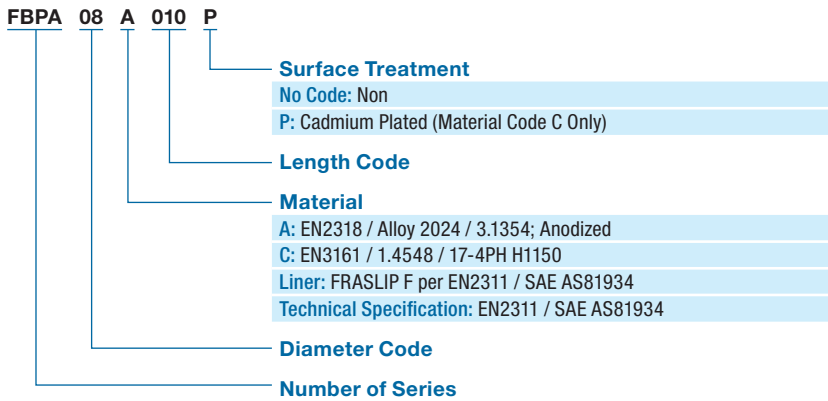 FBPA 08 A 010 P
Surface Treatment
No Code: Non
P: Cadmium Plated (Material Code C Only)
Length Code
Material
A: EN2318 / Alloy 2024 / 3.1354; Anodized
C: EN3161 / 1.4548 / 17-4PH H1150
Liner: FRASLIP F per EN2311 / SAE AS81934
Technical Specification: EN2311 / SAE AS81934
Diameter Code
Number of Series